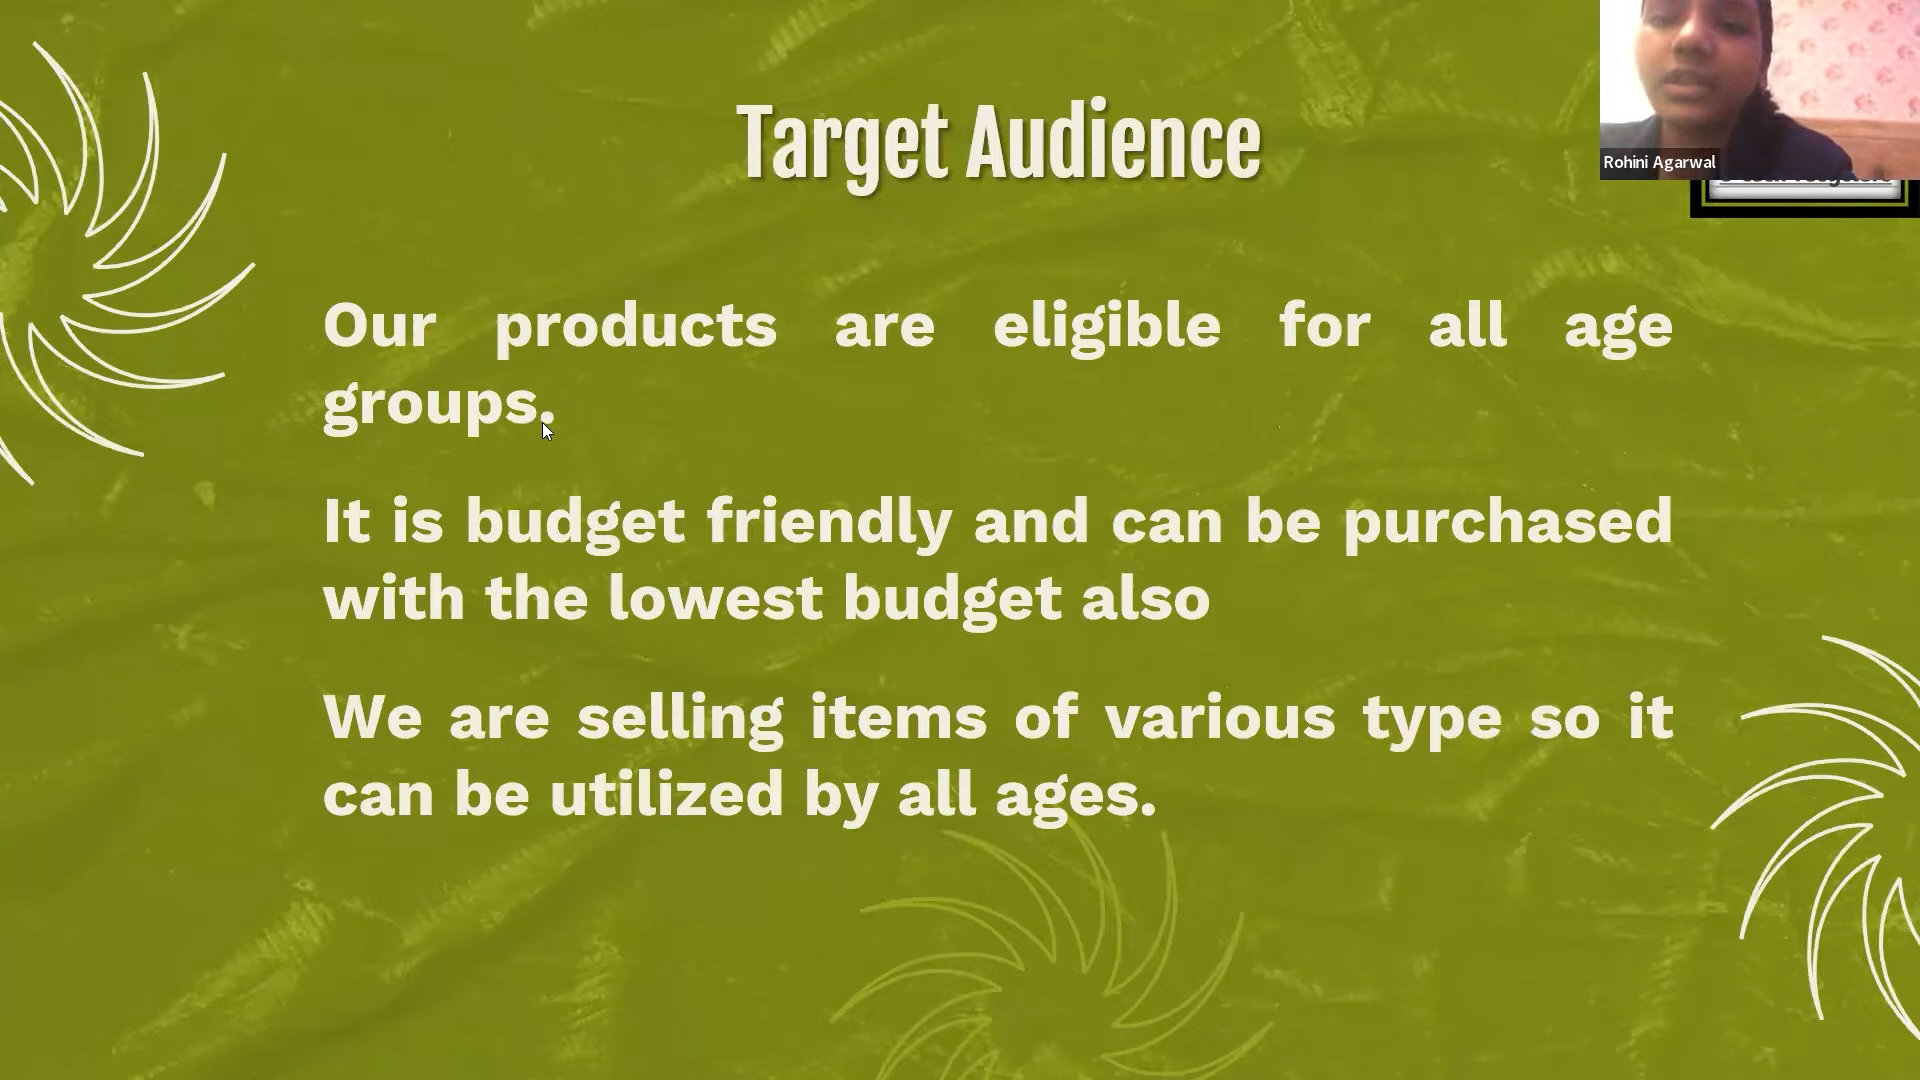 Target Audience
Rohini Agarwal
Our products are eligible for all age
groups.
It is budget friendly and can be purchased
with the lowest budget also
We are selling items of various type so it
can be utilized by all ages.